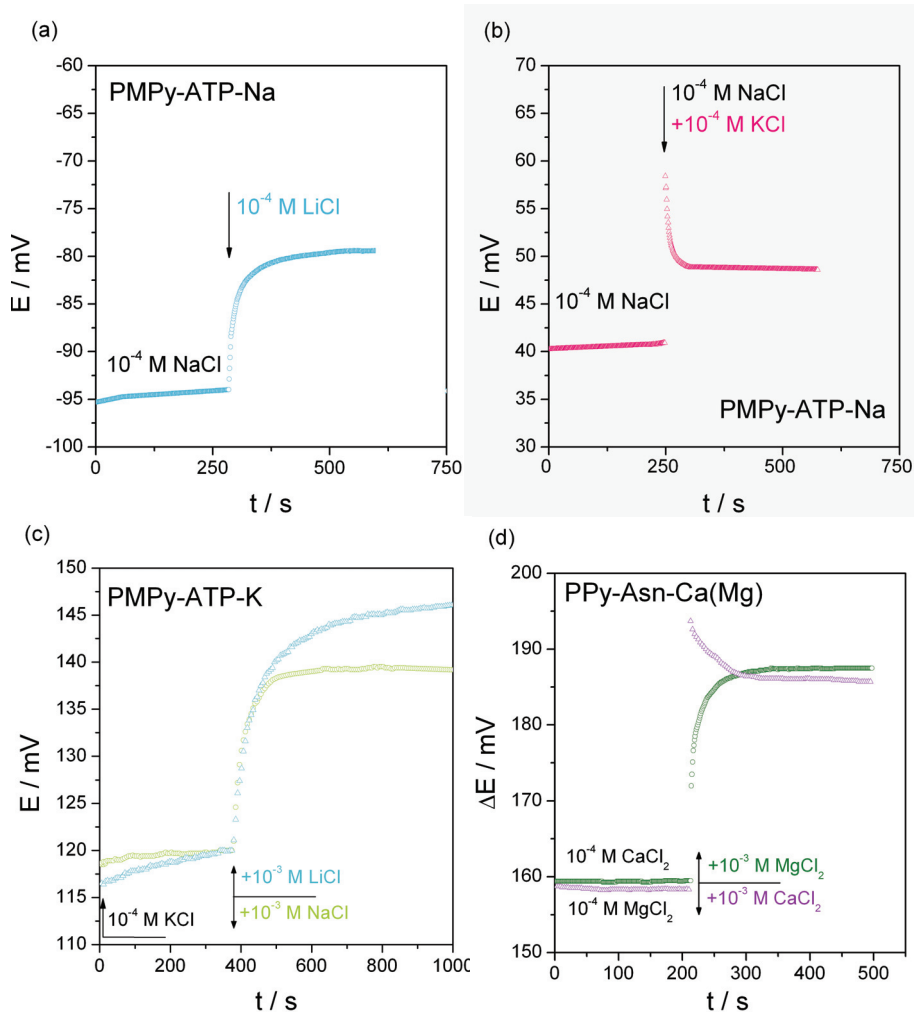 (a)
-60
PMPy-ATP-Na
-65
-70
-75
10⁻⁴ M LiCl
-80
E / mV
-85
-90
10⁻⁴ M NaCl
-95
-100
0 250 500 750
t / s
(b)
70
10⁻⁴ M NaCl
65
+10⁻⁴ M KCl
60
55
50
E / mV
45
10⁻⁴ M NaCl
40
35
PMPy-ATP-Na
30
0 250 500 750
t / s
(c)
150
PMPy-ATP-K
145
140
135
130
E / mV
125
120
+10⁻³ M LiCl
115
+10⁻³ M NaCl
10⁻⁴ M KCl
110
0 200 400 600 800 1000
t / s
(d)
200
PPy-Asn-Ca(Mg)
190
180
ΔE / mV
170
10⁻⁴ M CaCl₂
+10⁻³ M MgCl₂
160
10⁻⁴ M MgCl₂
+10⁻³ M CaCl₂
150
0 100 200 300 400 500
t / s